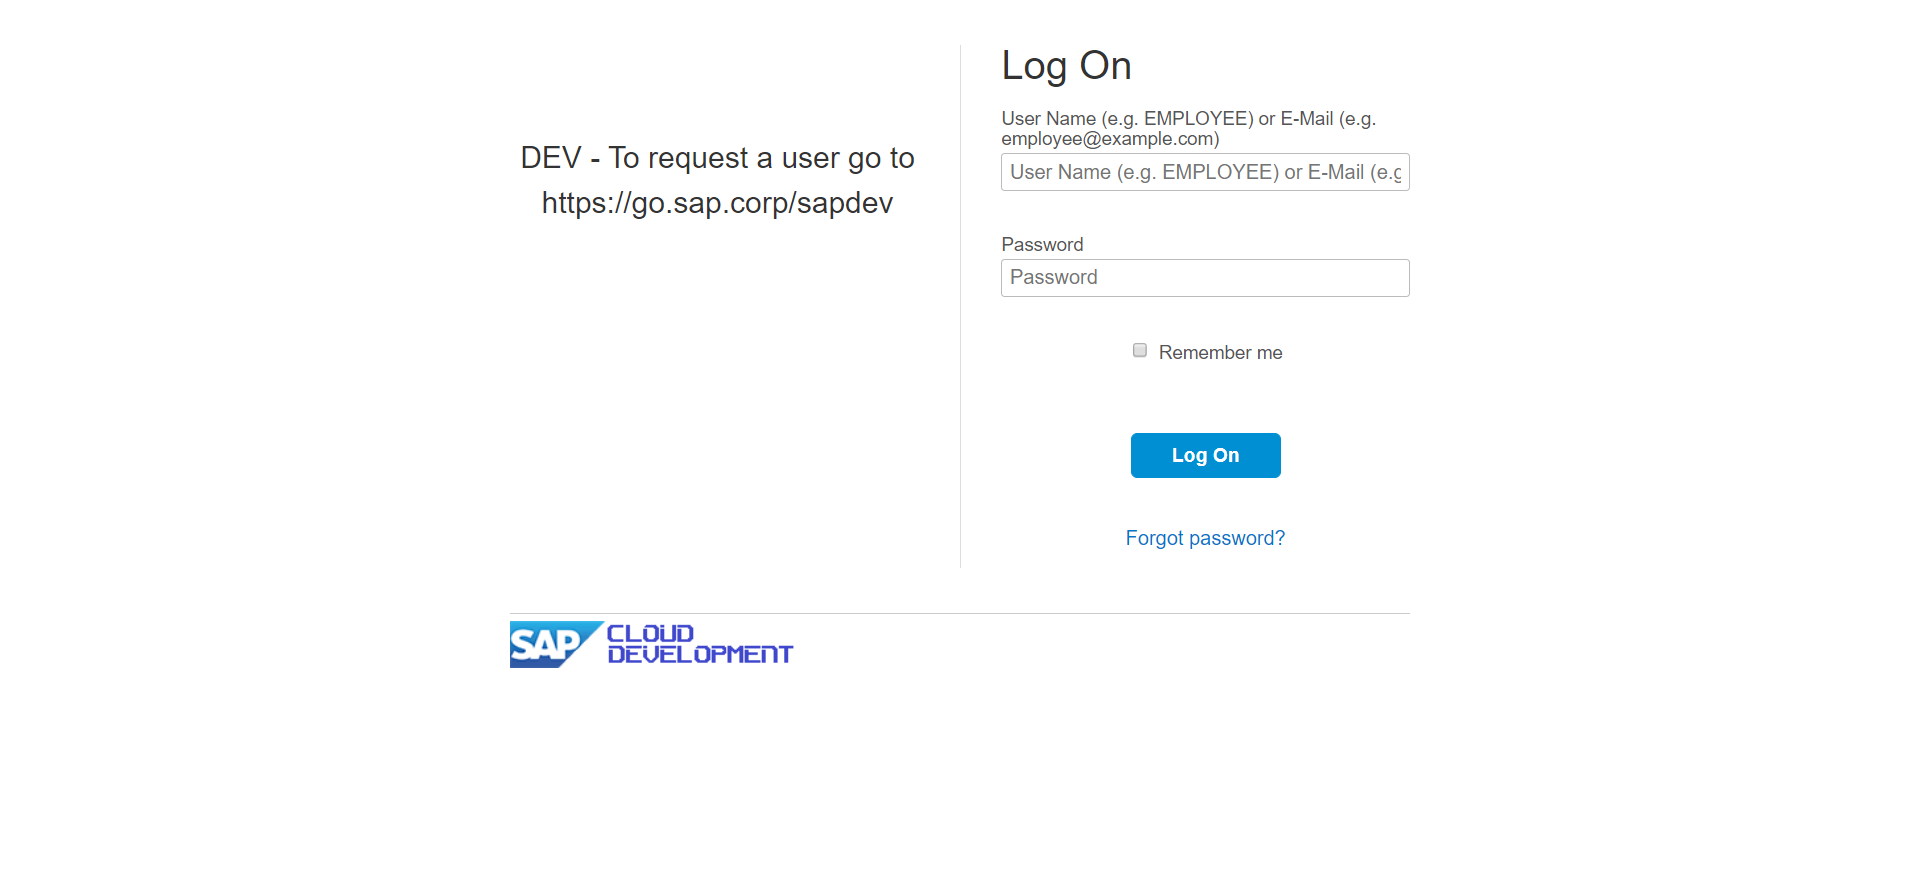 DEV - To request a user go to
https://go.sap.corp/sapdev
Log On
User Name (e.g. EMPLOYEE) or E-Mail (e.g.
employee@example.com)
User Name (e.g. EMPLOYEE) or E-Mail (e.g
Password
Password
Remember me
Log On
Forgot password?
SAP CLOUD
DEVELOPMENT